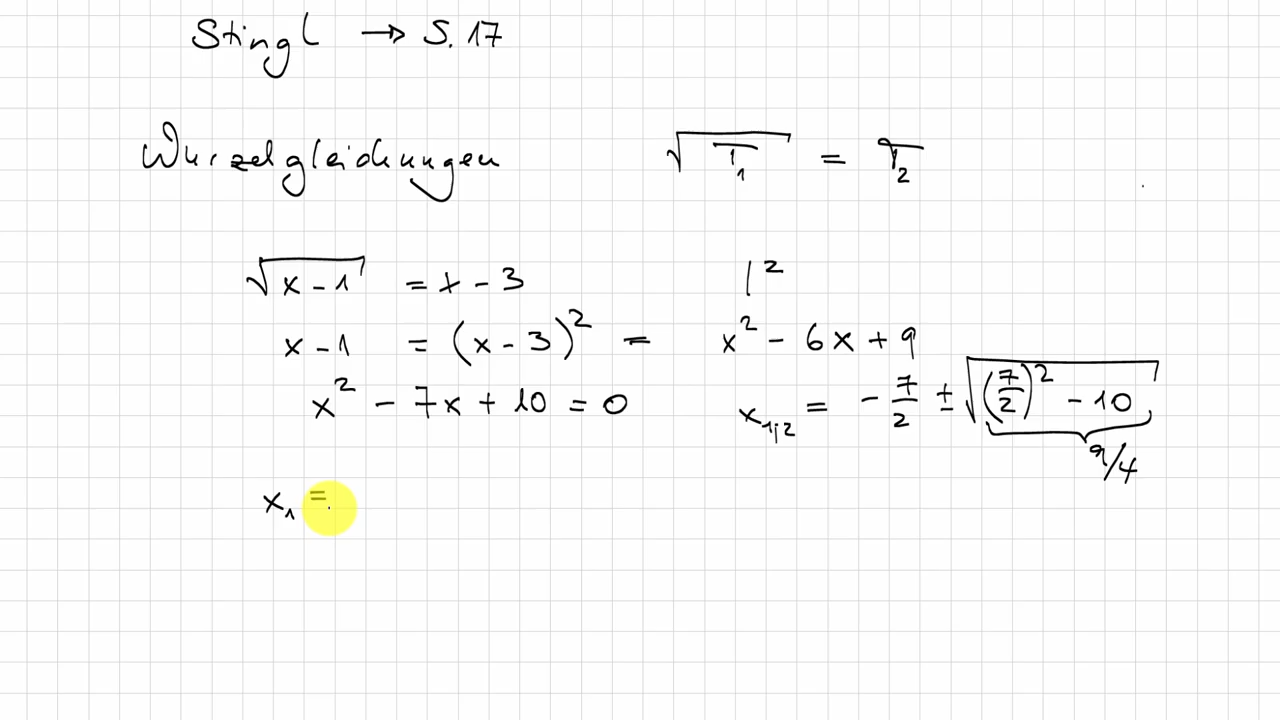 Stingl → S. 17
Wurzelgleichungen √T₁ = T₂
√(x - 1) = x - 3 |²
x - 1 = (x - 3)² = x² - 6x + 9
x² - 7x + 10 = 0 x₁,₂ = - 7/2 ± √((7/2)² - 10)
9/4
x₁ =